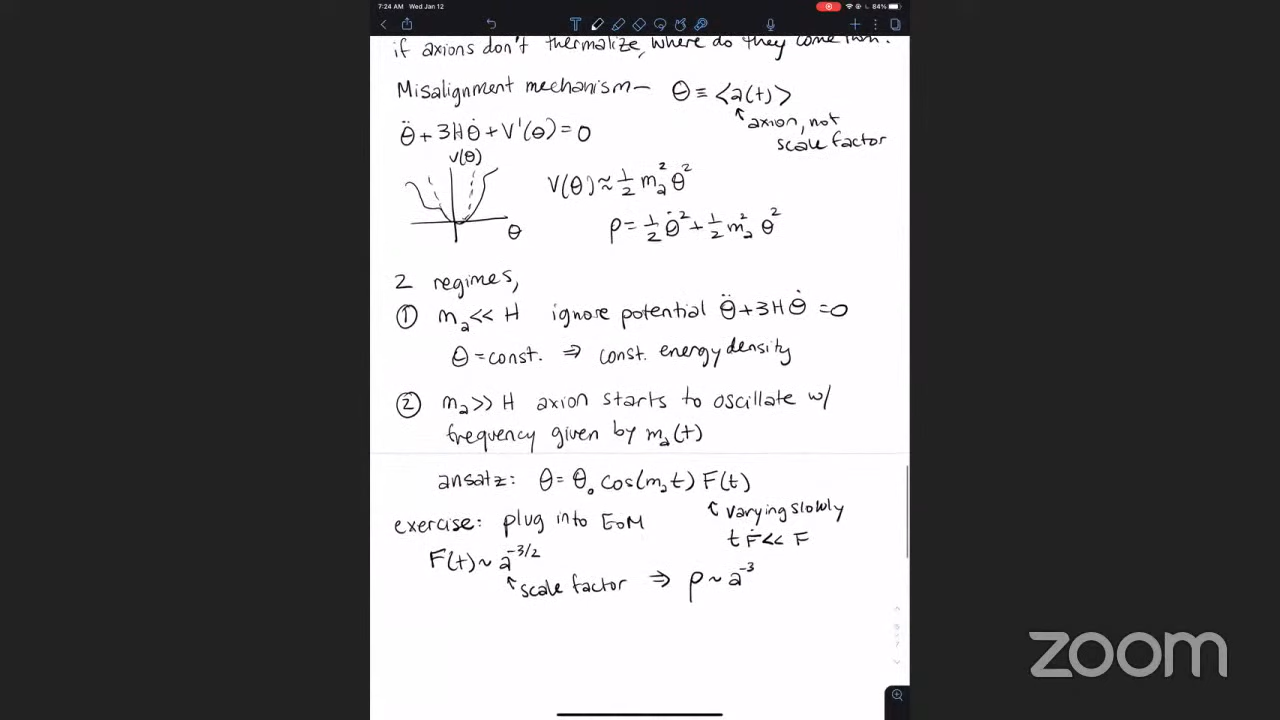 7:24 AM Wed Jan 12
84%
if axions don't thermalize, where do they come from.
Misalignment mechanism— Θ ≡ <a(t)>
↑ axion, not
scale factor
Θ̈ + 3HΘ̇ + V'(Θ) = 0
V(Θ)
Θ
V(Θ) ≈ ½ mₐ² Θ²
ρ = ½ Θ̇² + ½ mₐ² Θ²
2 regimes,
① mₐ << H ignore potential Θ̈ + 3HΘ̇ = 0
Θ = const. ⇒ const. energy density
② mₐ >> H axion starts to oscillate w/
frequency given by mₐ(t)
ansatz: Θ = Θ₀ cos(mₐt) F(t)
↑ varying slowly
t Ḟ << F
exercise: plug into EoM
F(t) ~ a^{-3/2}
↑ scale factor ⇒ ρ ~ a^{-3}
zoom